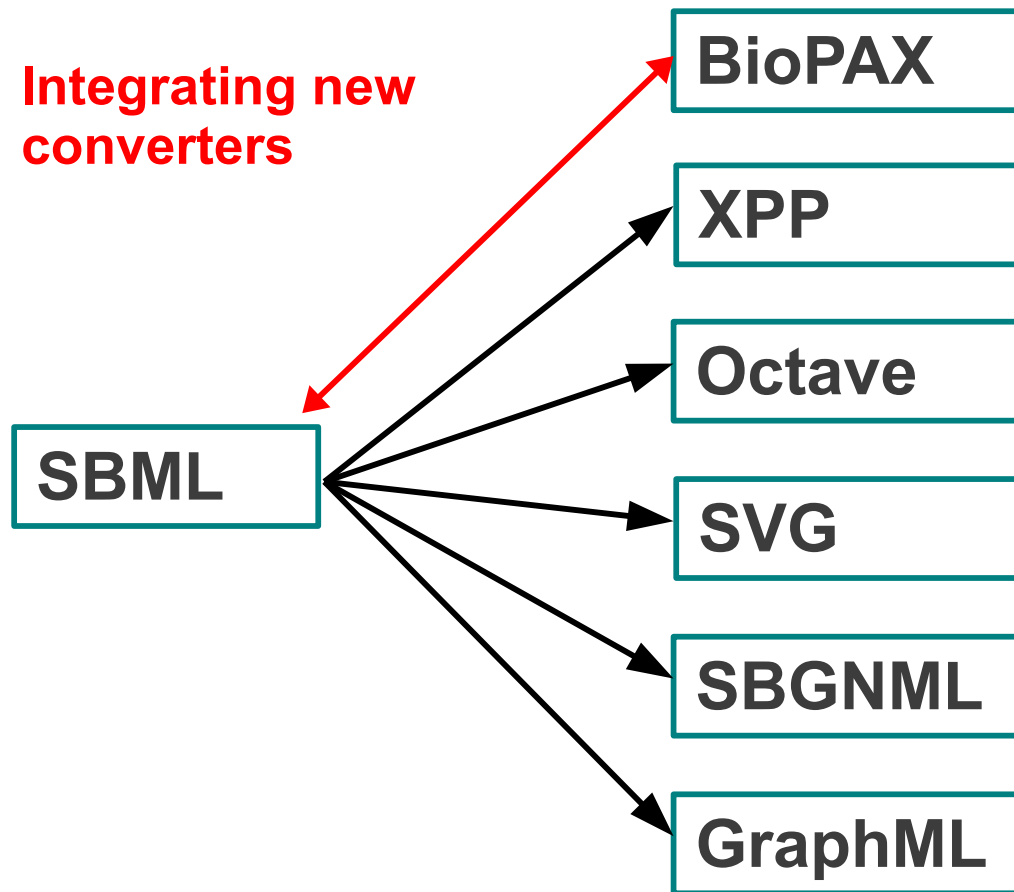 Integrating new
converters
BioPAX
XPP
Octave
SBML
SVG
SBGNML
GraphML